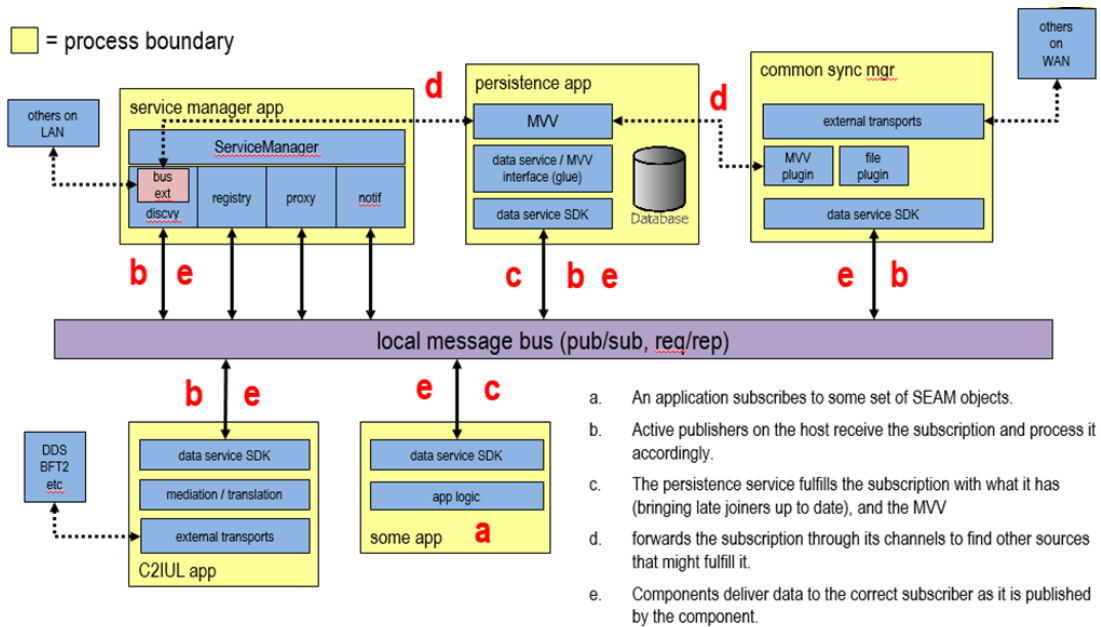 = process boundary
others
on
WAN
persistence app
common sync mgr
d
d
service manager app
others on
LAN
MVV
external transports
ServiceManager
bus
ext
discvy
registry
proxy
notif
data service / MVV
interface (glue)
Database
MVV
plugin
file
plugin
data service SDK
data service SDK
b e
c b e
e b
local message bus (pub/sub, req/rep)
b e
e c
DDS
BFT2
etc
data service SDK
mediation / translation
external transports
C2IUL app
data service SDK
app logic
some app
a
a. An application subscribes to some set of SEAM objects.
b. Active publishers on the host receive the subscription and process it
accordingly.
c. The persistence service fulfills the subscription with what it has
(bringing late joiners up to date), and the MVV
d. forwards the subscription through its channels to find other sources
that might fulfill it.
e. Components deliver data to the correct subscriber as it is published
by the component.